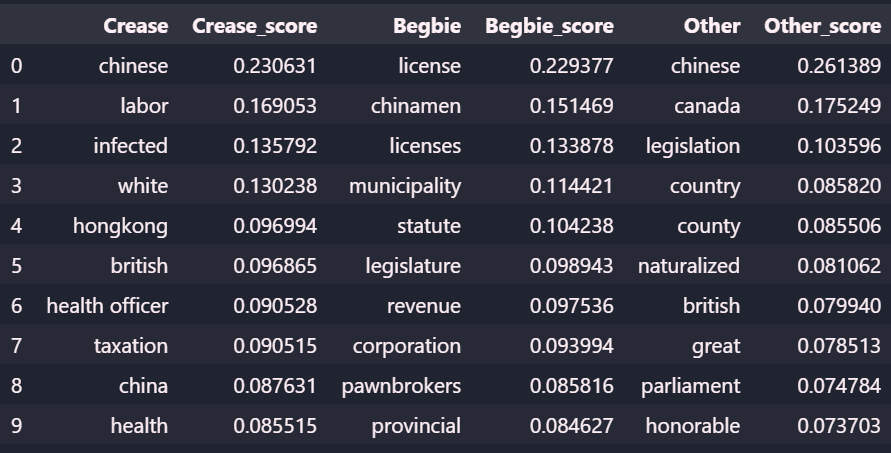 Crease Crease_score Begbie Begbie_score Other Other_score
0 chinese 0.230631 license 0.229377 chinese 0.261389
1 labor 0.169053 chinamen 0.151469 canada 0.175249
2 infected 0.135792 licenses 0.133878 legislation 0.103596
3 white 0.130238 municipality 0.114421 country 0.085820
4 hongkong 0.096994 statute 0.104238 county 0.085506
5 british 0.096865 legislature 0.098943 naturalized 0.081062
6 health officer 0.090528 revenue 0.097536 british 0.079940
7 taxation 0.090515 corporation 0.093994 great 0.078513
8 china 0.087631 pawnbrokers 0.085816 parliament 0.074784
9 health 0.085515 provincial 0.084627 honorable 0.073703